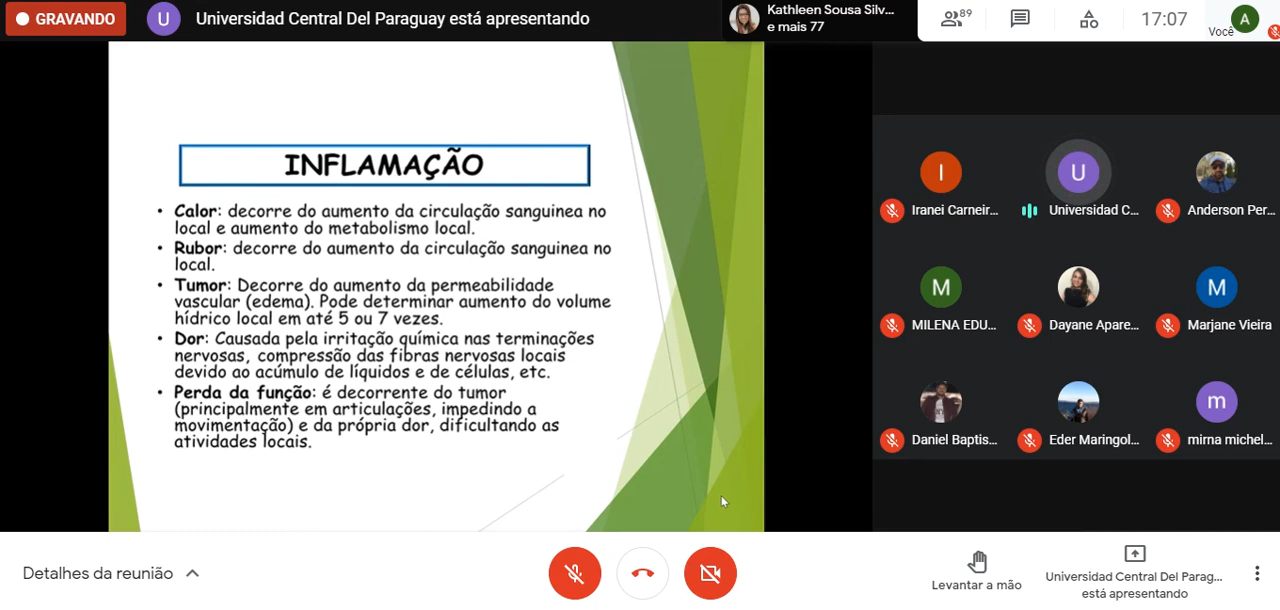 GRAVANDO
U
Universidad Central Del Paraguay está apresentando
Kathleen Sousa Silv...
e mais 77
89
17:07
Você
A
INFLAMAÇÃO
• Calor: decorre do aumento da circulação sanguinea no
local e aumento do metabolismo local.
• Rubor: decorre do aumento da circulação sanguinea no
local.
• Tumor: Decorre do aumento da permeabilidade
vascular (edema). Pode determinar aumento do volume
hídrico local em até 5 ou 7 vezes.
• Dor: Causada pela irritação química nas terminações
nervosas, compressão das fibras nervosas locais
devido ao acúmulo de líquidos e de células, etc.
• Perda da função: é decorrente do tumor
(principalmente em articulações, impedindo a
movimentação) e da própria dor, dificultando as
atividades locais.
I
U
Iranei Carneir...
Universidad C...
Anderson Per...
M
M
MILENA EDU...
Dayane Apare...
Marjane Vieira
m
Daniel Baptis...
Eder Maringol...
mirna michel...
Detalhes da reunião
Levantar a mão
Universidad Central Del Parag...
está apresentando